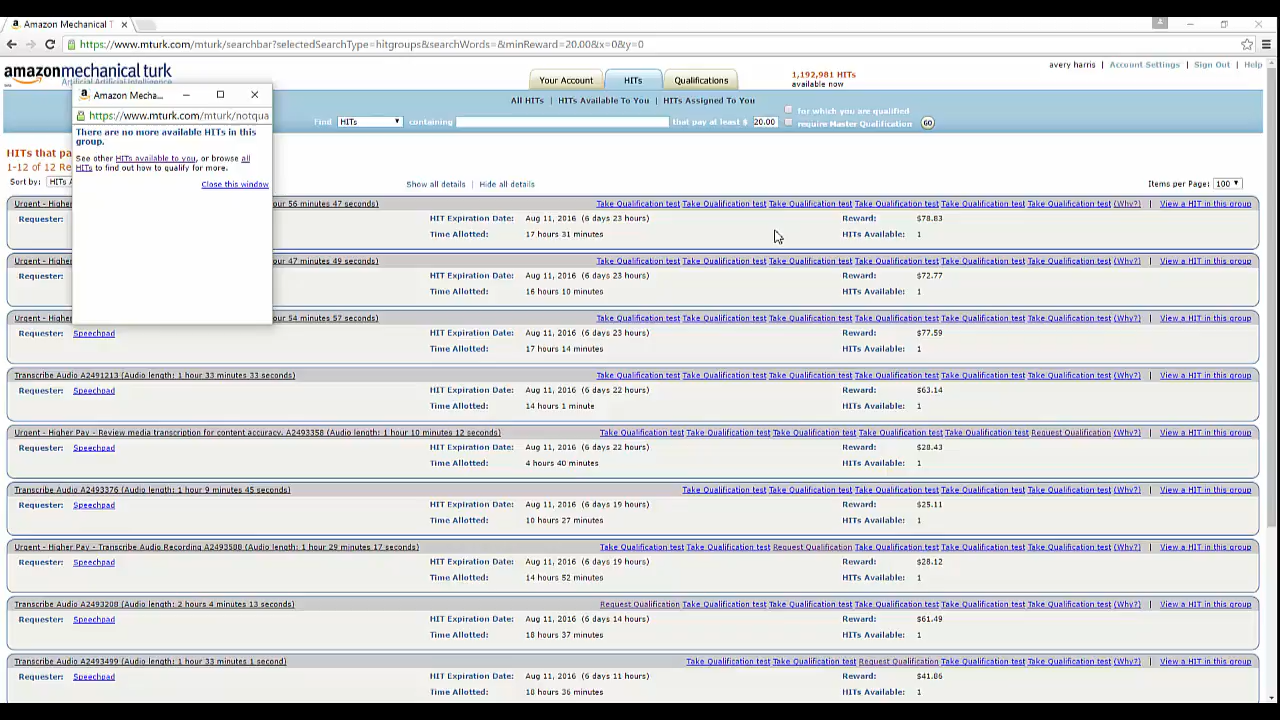 Amazon Mechanical T
https://www.mturk.com/mturk/searchbar?selectedSearchType=hitgroups&searchWords=&minReward=20.00&x=0&y=0
amazonmechanical turk
Artificial Artificial Intelligence
Your Account
HITs
Qualifications
1,192,981 HITs
available now
avery harris | Account Settings | Sign Out | Help
All HITs | HITs Available To You | HITs Assigned To You
Find HITs containing that pay at least $ 20.00
for which you are qualified
require Master Qualification
GO
Amazon Mecha...
https://www.mturk.com/mturk/notqua
There are no more available HITs in this
group.
See other HITs available to you, or browse all
HITs to find out how to qualify for more.
Close this window
HITs that pa
1-12 of 12 Re
Sort by: HITs A
Show all details | Hide all details
Items per Page: 100
Urgent - Higher our 56 minutes 47 seconds) Take Qualification test Take Qualification test Take Qualification test Take Qualification test Take Qualification test Take Qualification test (Why?) | View a HIT in this group
Requester: HIT Expiration Date: Aug 11, 2016 (6 days 23 hours) Reward: $78.83
Time Allotted: 17 hours 31 minutes HITs Available: 1
Urgent - Higher our 47 minutes 49 seconds) Take Qualification test Take Qualification test Take Qualification test Take Qualification test Take Qualification test Take Qualification test (Why?) | View a HIT in this group
Requester: HIT Expiration Date: Aug 11, 2016 (6 days 23 hours) Reward: $72.77
Time Allotted: 16 hours 10 minutes HITs Available: 1
Urgent - Higher our 54 minutes 57 seconds) Take Qualification test Take Qualification test Take Qualification test Take Qualification test Take Qualification test Take Qualification test (Why?) | View a HIT in this group
Requester: Speechpad HIT Expiration Date: Aug 11, 2016 (6 days 23 hours) Reward: $77.59
Time Allotted: 17 hours 14 minutes HITs Available: 1
Transcribe Audio A2491213 (Audio length: 1 hour 33 minutes 33 seconds) Take Qualification test Take Qualification test Take Qualification test Take Qualification test Take Qualification test Take Qualification test (Why?) | View a HIT in this group
Requester: Speechpad HIT Expiration Date: Aug 11, 2016 (6 days 22 hours) Reward: $63.14
Time Allotted: 14 hours 1 minute HITs Available: 1
Urgent - Higher Pay - Review media transcription for content accuracy. A2493358 (Audio length: 1 hour 10 minutes 12 seconds) Take Qualification test Take Qualification test Take Qualification test Take Qualification test Take Qualification test Request Qualification (Why?) | View a HIT in this group
Requester: Speechpad HIT Expiration Date: Aug 11, 2016 (6 days 22 hours) Reward: $28.43
Time Allotted: 4 hours 40 minutes HITs Available: 1
Transcribe Audio A2493376 (Audio length: 1 hour 9 minutes 45 seconds) Take Qualification test Take Qualification test Take Qualification test Take Qualification test Take Qualification test (Why?) | View a HIT in this group
Requester: Speechpad HIT Expiration Date: Aug 11, 2016 (6 days 19 hours) Reward: $25.11
Time Allotted: 10 hours 27 minutes HITs Available: 1
Urgent - Higher Pay - Transcribe Audio Recording A2493508 (Audio length: 1 hour 29 minutes 17 seconds) Take Qualification test Take Qualification test Request Qualification Take Qualification test Take Qualification test Take Qualification test (Why?) | View a HIT in this group
Requester: Speechpad HIT Expiration Date: Aug 11, 2016 (6 days 19 hours) Reward: $28.12
Time Allotted: 14 hours 52 minutes HITs Available: 1
Transcribe Audio A2493208 (Audio length: 2 hours 4 minutes 13 seconds) Request Qualification Take Qualification test Take Qualification test Take Qualification test Take Qualification test Take Qualification test (Why?) | View a HIT in this group
Requester: Speechpad HIT Expiration Date: Aug 11, 2016 (6 days 14 hours) Reward: $61.49
Time Allotted: 18 hours 37 minutes HITs Available: 1
Transcribe Audio A2493499 (Audio length: 1 hour 33 minutes 1 second) Take Qualification test Take Qualification test Request Qualification Take Qualification test Take Qualification test (Why?) | View a HIT in this group
Requester: Speechpad HIT Expiration Date: Aug 11, 2016 (6 days 11 hours) Reward: $41.86
Time Allotted: 18 hours 36 minutes HITs Available: 1